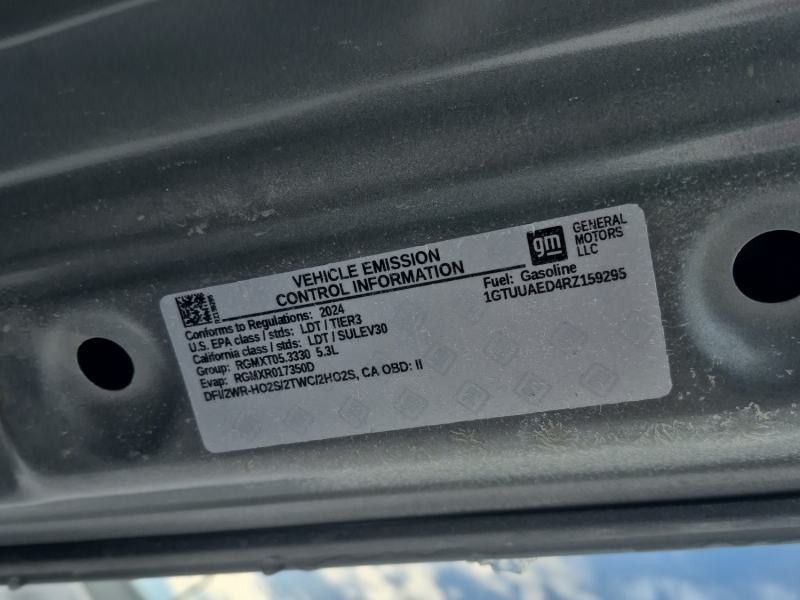 VEHICLE EMISSION
CONTROL INFORMATION
gm
GENERAL
MOTORS
LLC
Conforms to Regulations: 2024
U.S. EPA class / stds: LDT / TIER3
California class / stds: LDT / SULEV30
Group: RGMXT05.3330 5.3L
Evap: RGMXR017350D
DFI/2WR-HO2S/2TWC/2HO2S, CA OBD: II
Fuel: Gasoline
1GTUUAED4RZ159295